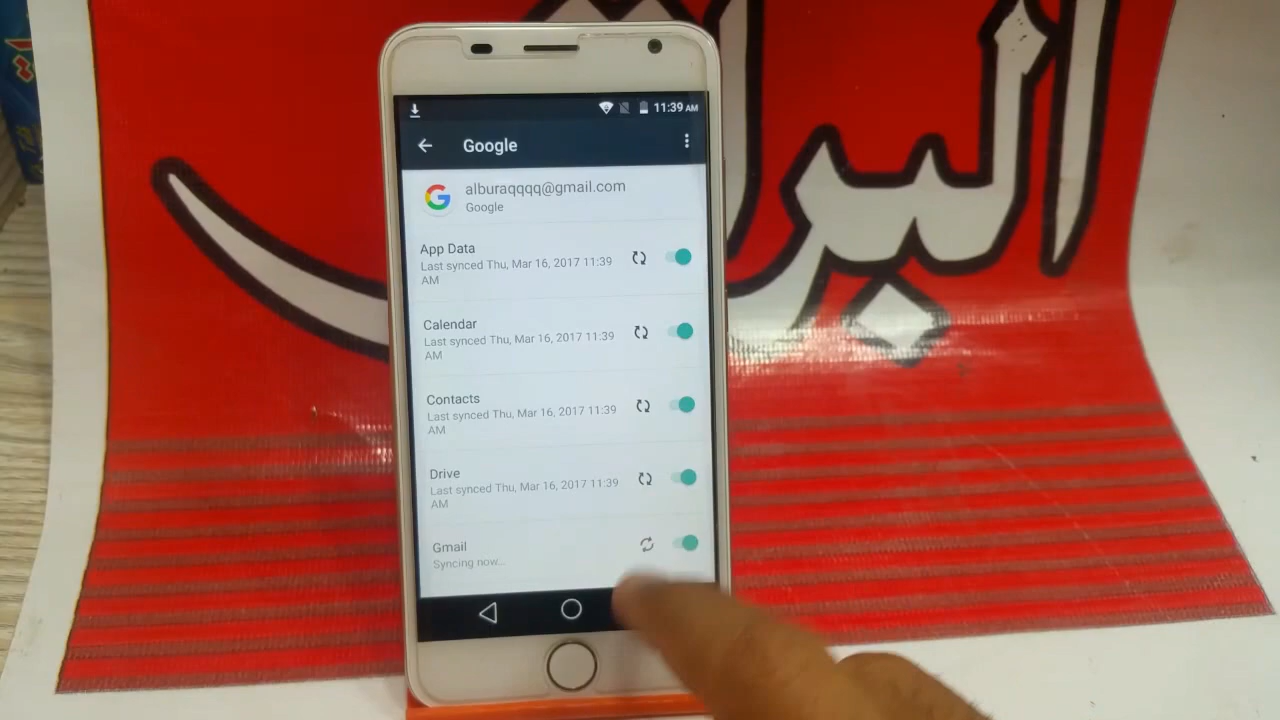 البراق
11:39 AM
Google
alburaqqqq@gmail.com
Google
App Data
Last synced Thu, Mar 16, 2017 11:39
AM
Calendar
Last synced Thu, Mar 16, 2017 11:39
AM
Contacts
Last synced Thu, Mar 16, 2017 11:39
AM
Drive
Last synced Thu, Mar 16, 2017 11:39
AM
Gmail
Syncing now...